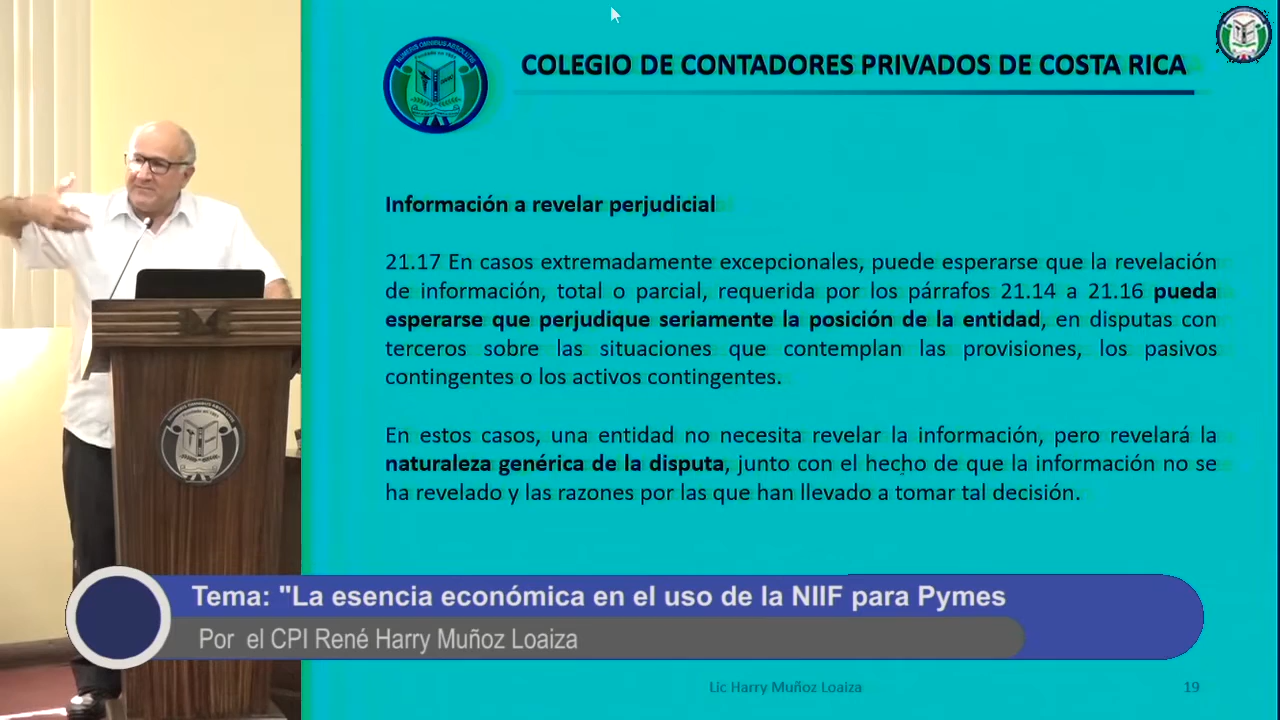 COLEGIO DE CONTADORES PRIVADOS DE COSTA RICA
Información a revelar perjudicial
21.17 En casos extremadamente excepcionales, puede esperarse que la revelación
de información, total o parcial, requerida por los párrafos 21.14 a 21.16 pueda
esperarse que perjudique seriamente la posición de la entidad, en disputas con
terceros sobre las situaciones que contemplan las provisiones, los pasivos
contingentes o los activos contingentes.
En estos casos, una entidad no necesita revelar la información, pero revelará la
naturaleza genérica de la disputa, junto con el hecho de que la información no se
ha revelado y las razones por las que han llevado a tomar tal decisión.
Tema: "La esencia económica en el uso de la NIIF para Pymes
Por el CPI René Harry Muñoz Loaiza
Lic Harry Muñoz Loaiza
19